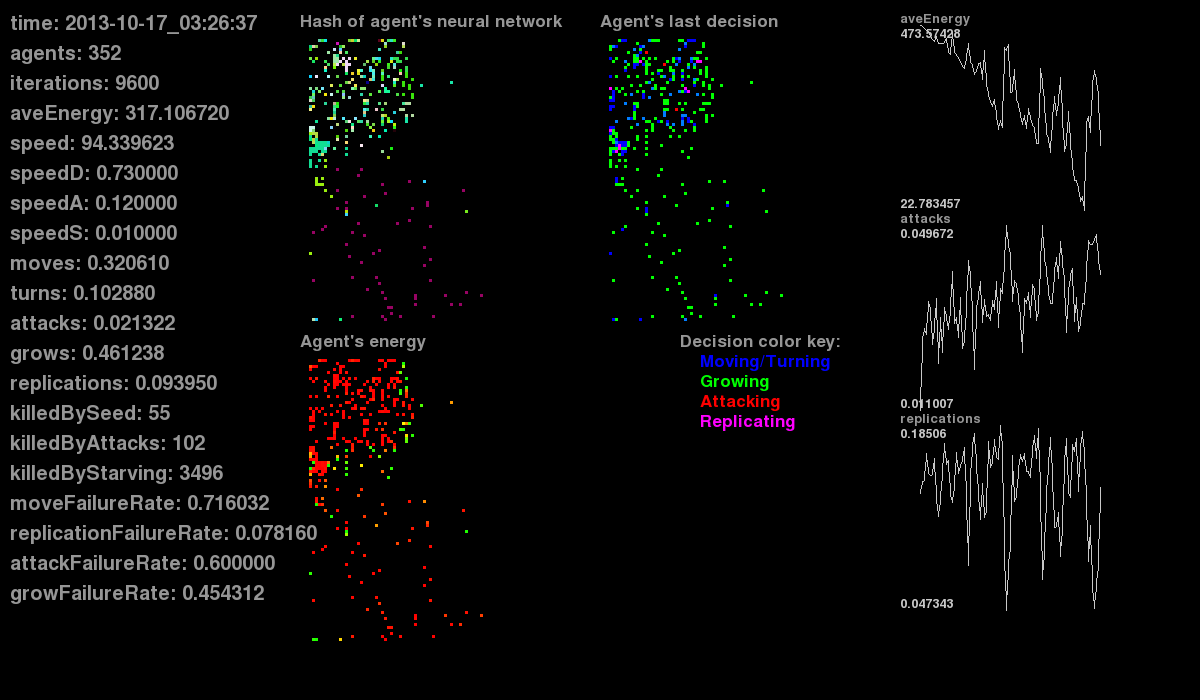 time: 2013-10-17_03:26:37
agents: 352
iterations: 9600
aveEnergy: 317.106720
speed: 94.339623
speedD: 0.730000
speedA: 0.120000
speedS: 0.010000
moves: 0.320610
turns: 0.102880
attacks: 0.021322
grows: 0.461238
replications: 0.093950
killedBySeed: 55
killedByAttacks: 102
killedByStarving: 3496
moveFailureRate: 0.716032
replicationFailureRate: 0.078160
attackFailureRate: 0.600000
growFailureRate: 0.454312
Hash of agent's neural network
Agent's energy
Agent's last decision
Decision color key:
Moving/Turning
Growing
Attacking
Replicating
aveEnergy
473.57428
22.783457
attacks
0.049672
0.011007
replications
0.18506
0.047343